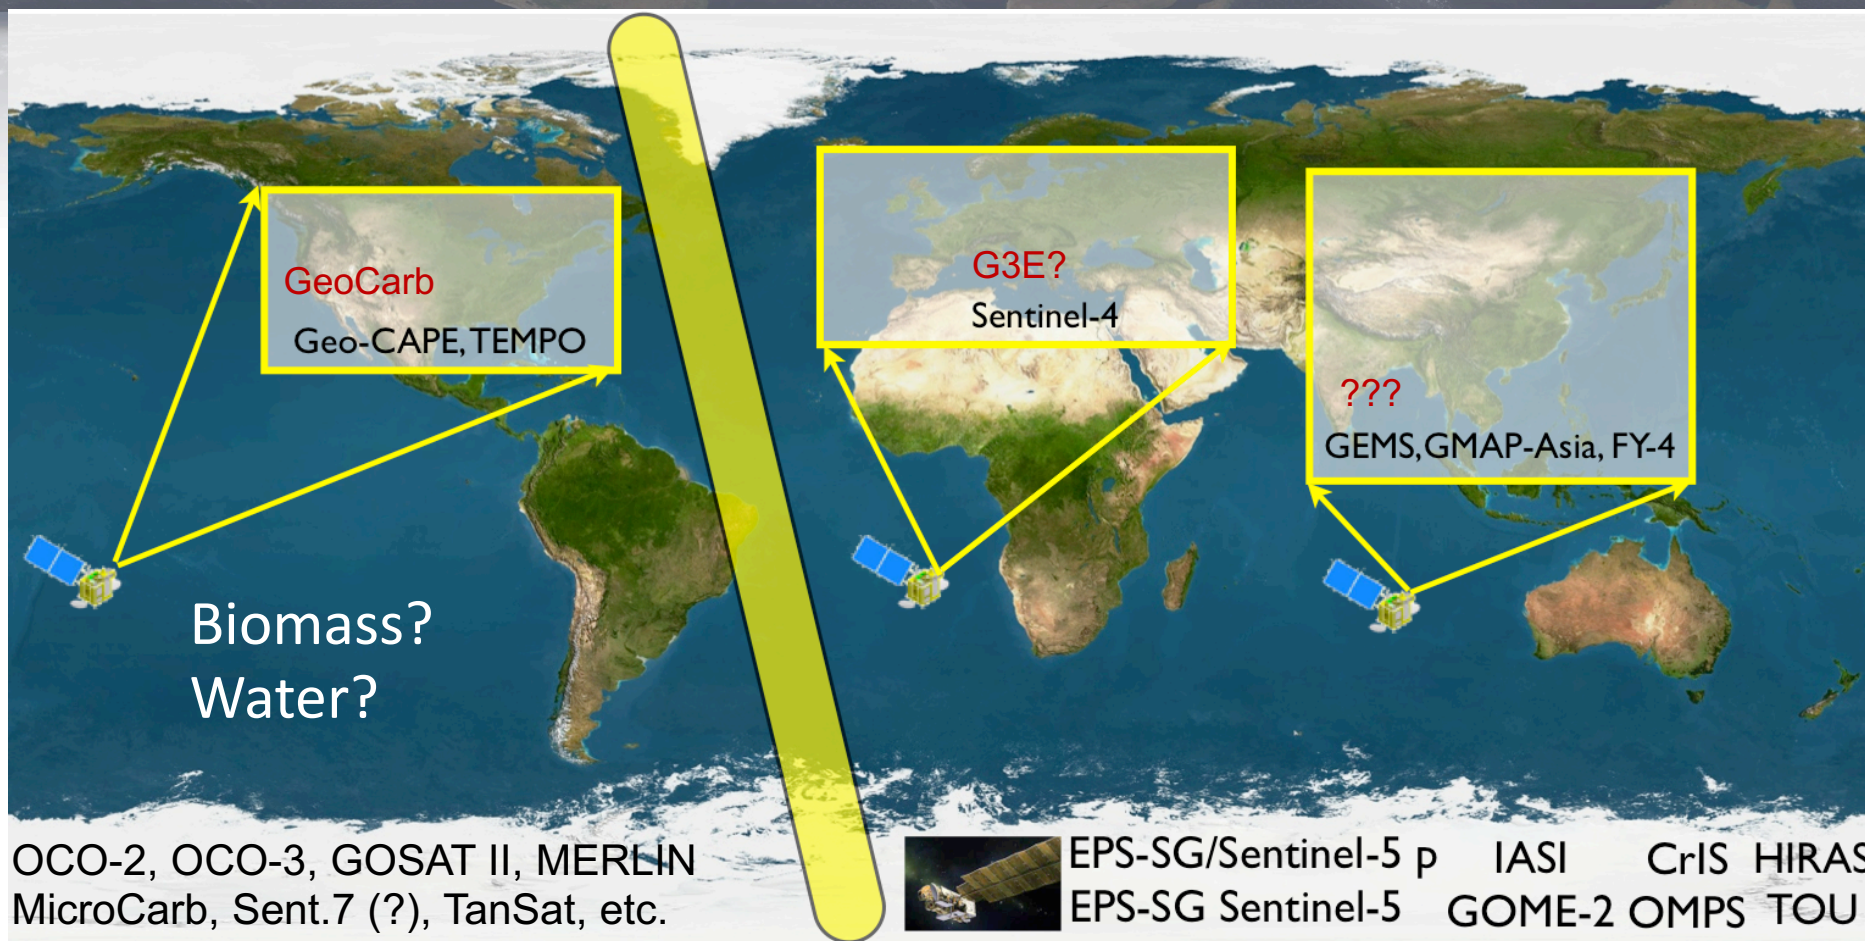 GeoCarb
Geo-CAPE, TEMPO
G3E?
Sentinel-4
???
GEMS, GMAP-Asia, FY-4
Biomass?
Water?
OCO-2, OCO-3, GOSAT II, MERLIN
MicroCarb, Sent.7 (?), TanSat, etc.
EPS-SG/Sentinel-5 p IASI CrIS HIRAS
EPS-SG Sentinel-5 GOME-2 OMPS TOU